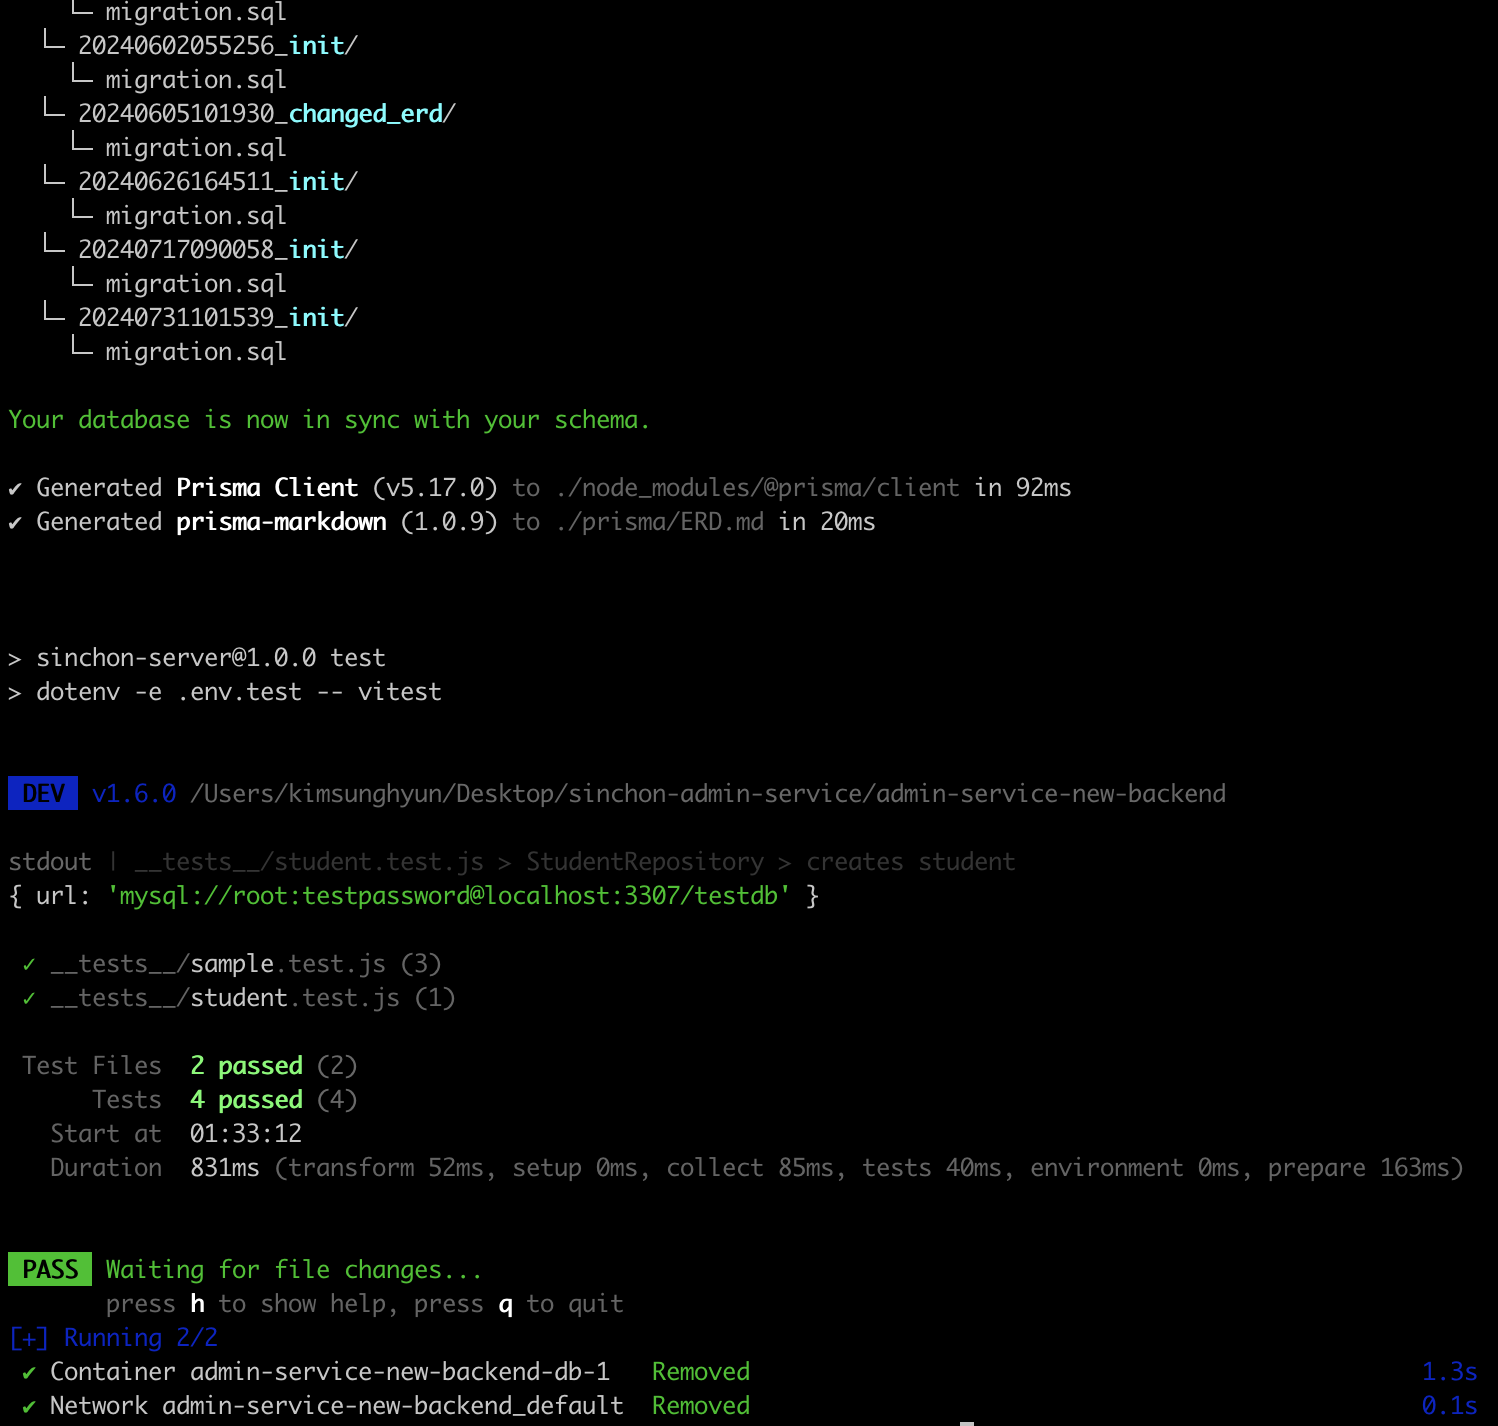 └─ migration.sql
└─ 20240602055256_init/
└─ migration.sql
└─ 20240605101930_changed_erd/
└─ migration.sql
└─ 20240626164511_init/
└─ migration.sql
└─ 20240717090058_init/
└─ migration.sql
└─ 20240731101539_init/
└─ migration.sql
Your database is now in sync with your schema.
✔ Generated Prisma Client (v5.17.0) to ./node_modules/@prisma/client in 92ms
✔ Generated prisma-markdown (1.0.9) to ./prisma/ERD.md in 20ms
> sinchon-server@1.0.0 test
> dotenv -e .env.test -- vitest
DEV v1.6.0 /Users/kimsunghyun/Desktop/sinchon-admin-service/admin-service-new-backend
stdout | __tests__/student.test.js > StudentRepository > creates student
{ url: 'mysql://root:testpassword@localhost:3307/testdb' }
✓ __tests__/sample.test.js (3)
✓ __tests__/student.test.js (1)
Test Files 2 passed (2)
Tests 4 passed (4)
Start at 01:33:12
Duration 831ms (transform 52ms, setup 0ms, collect 85ms, tests 40ms, environment 0ms, prepare 163ms)
PASS Waiting for file changes...
press h to show help, press q to quit
[+] Running 2/2
✔ Container admin-service-new-backend-db-1 Removed 1.3s
✔ Network admin-service-new-backend_default Removed 0.1s